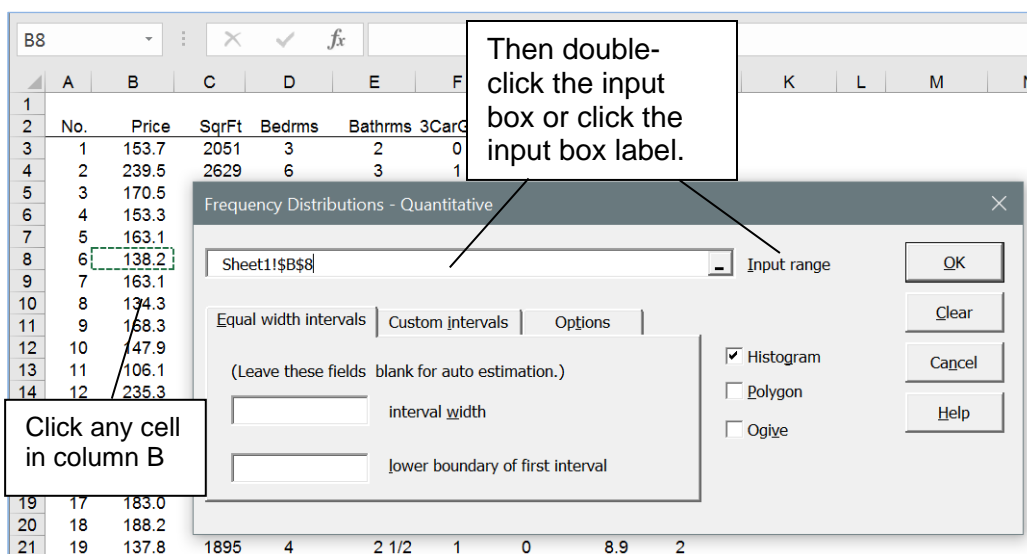 B8 fx
A B C D E F K L M N
1
2 No. Price SqrFt Bedrms Bathrms
3 1 153.7 2051 3 2 0
4 2 239.5 2629 6 3 1
5 3 170.5
6 4 153.3
7 5 163.1
8 6 138.2
9 7 163.1
10 8 134.3
11 9 168.3
12 10 147.9
13 11 106.1
14 12 235.3
19 17 183.0
20 18 188.2
21 19 137.8 1895 4 2 1/2 1 0 8.9 2
Then double-
click the input
box or click the
input box label.
Frequency Distributions - Quantitative
Sheet1!$B$8
Input range
OK
Equal width intervals Custom intervals Options
Clear
(Leave these fields blank for auto estimation.)
Histogram
Cancel
Polygon
interval width
Help
Ogive
lower boundary of first interval
Click any cell
in column B